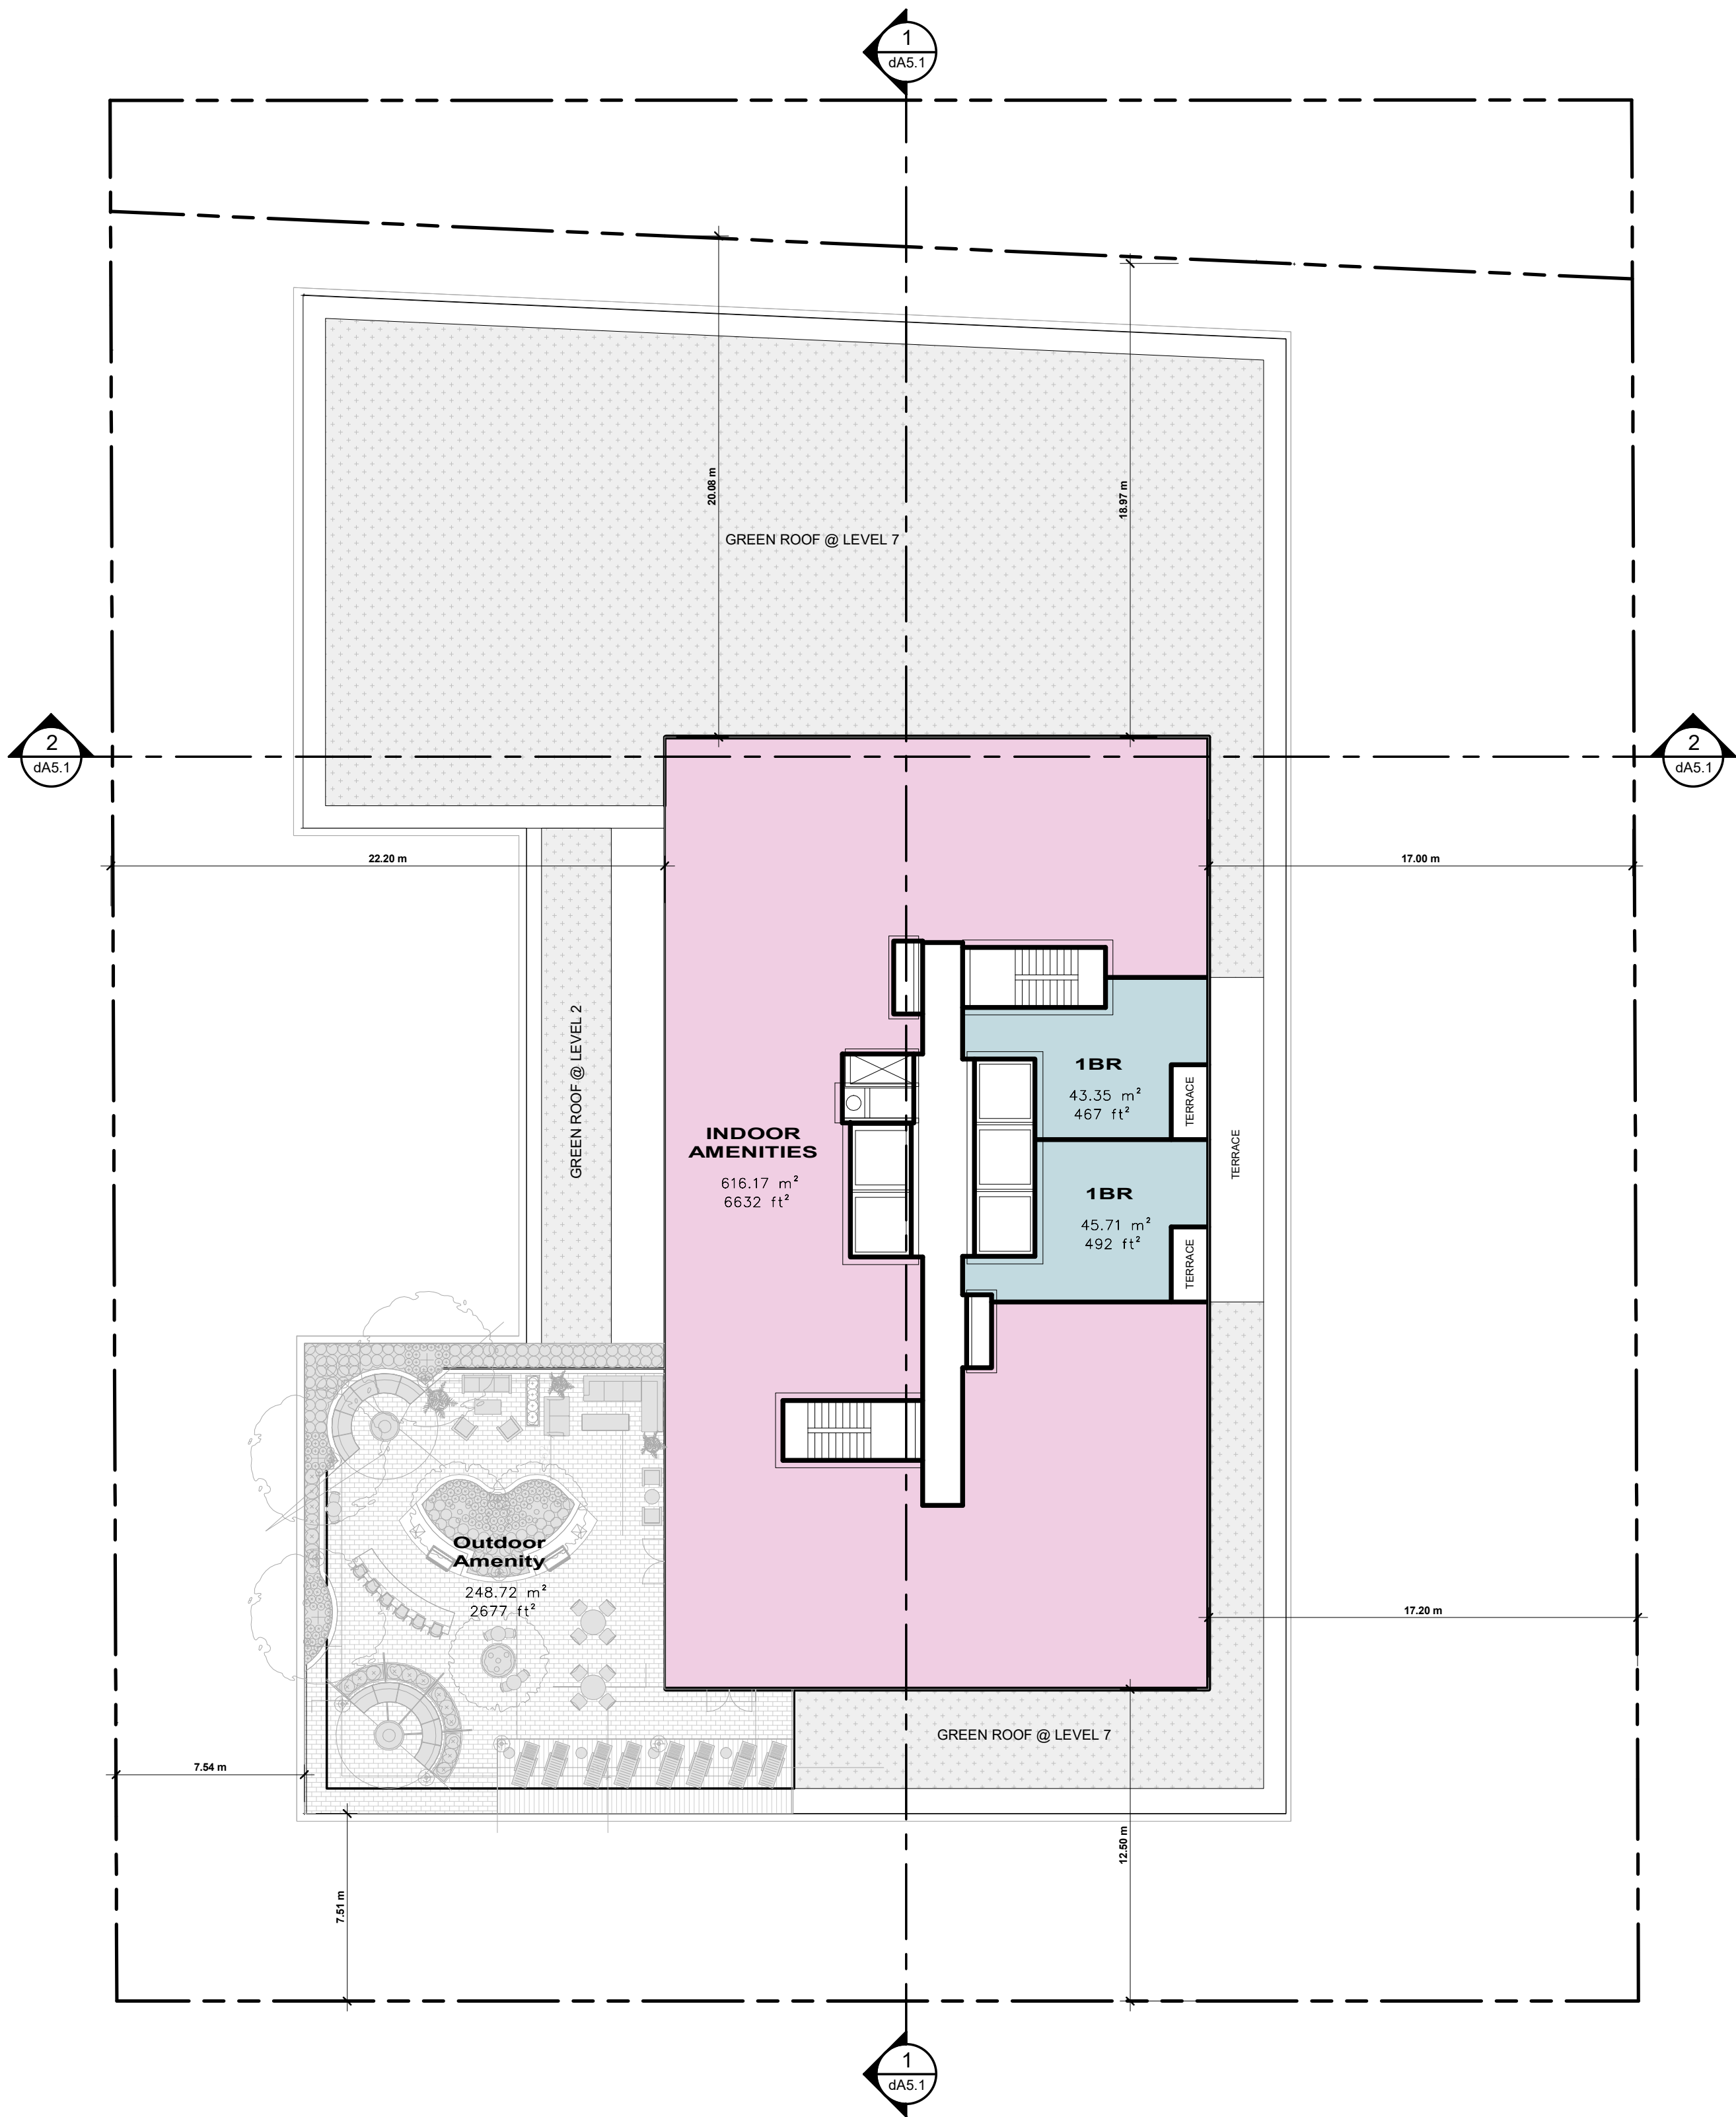 1
dA5.1
20.08 m
18.97 m
GREEN ROOF @ LEVEL 7
2
dA5.1
2
dA5.1
22.20 m
17.00 m
GREEN ROOF @ LEVEL 2
1BR
43.35 m²
467 ft²
TERRACE
TERRACE
INDOOR
AMENITIES
616.17 m²
6632 ft²
1BR
45.71 m²
492 ft²
TERRACE
Outdoor
Amenity
248.72 m²
2677 ft²
17.20 m
GREEN ROOF @ LEVEL 7
7.54 m
12.50 m
7.51 m
1
dA5.1